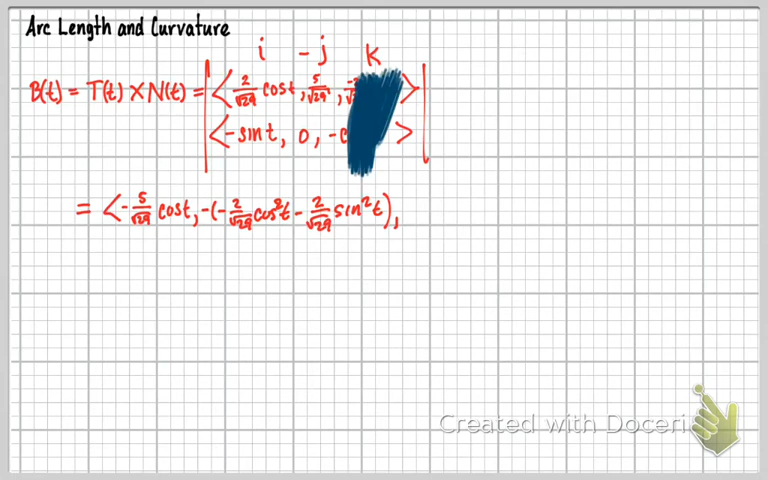 Arc Length and Curvature
i - j k
B(t) = T(t) × N(t) = |<2/√29 cos t, 5/√29, -2/√
<-sin t, 0, -c >|
= <-5/√29 cos t, -(-2/√29 cos²t - 2/√29 sin²t),
Created with Doceri